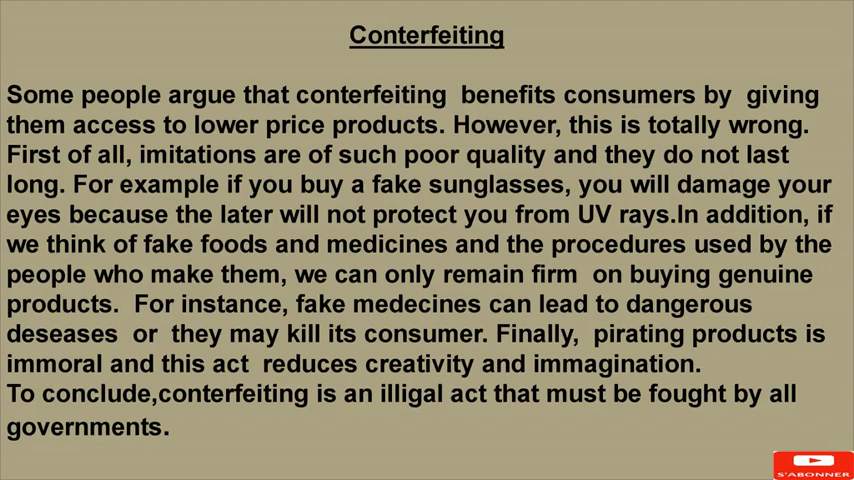 Conterfeiting
Some people argue that conterfeiting  benefits consumers by  giving
them access to lower price products. However, this is totally wrong.
First of all, imitations are of such poor quality and they do not last
long. For example if you buy a fake sunglasses, you will damage your
eyes because the later will not protect you from UV rays.In addition, if
we think of fake foods and medicines and the procedures used by the
people who make them, we can only remain firm  on buying genuine
products.  For instance, fake medecines can lead to dangerous
deseases  or  they may kill its consumer. Finally,  pirating products is
immoral and this act  reduces creativity and immagination.
To conclude,conterfeiting is an illigal act that must be fought by all
governments.
S'ABONNER